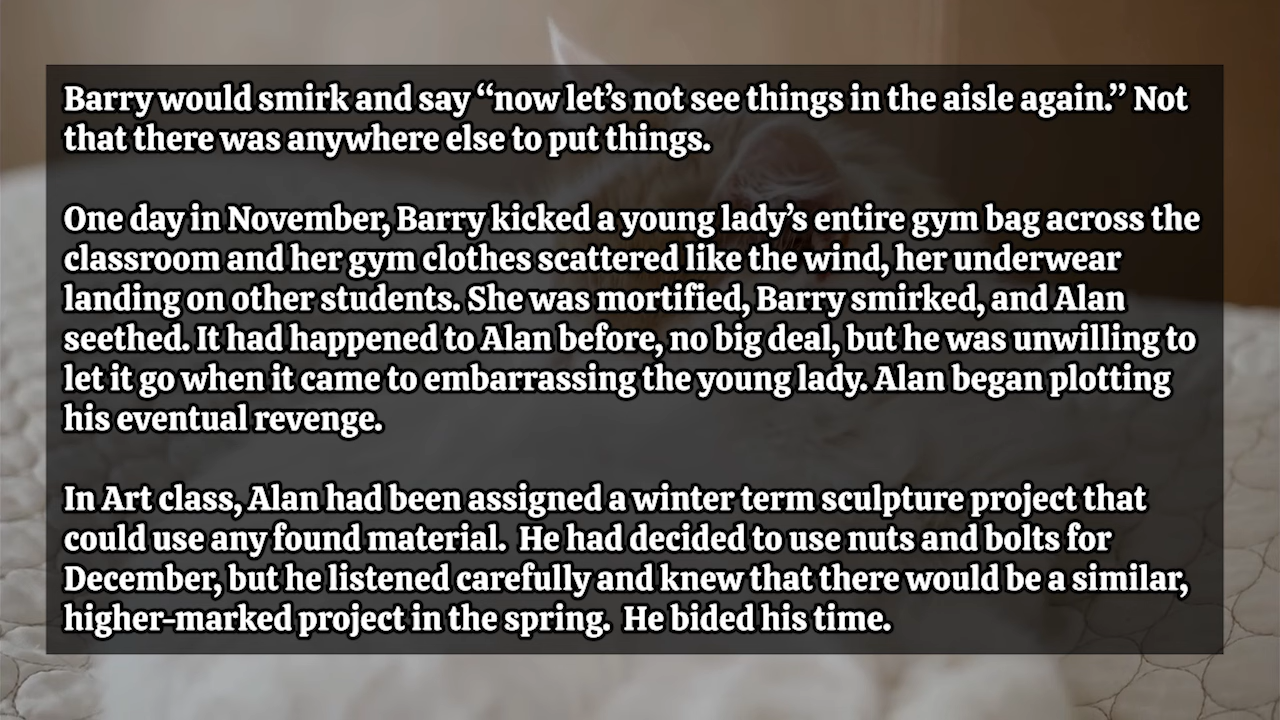 Barry would smirk and say “now let’s not see things in the aisle again.” Not
that there was anywhere else to put things.
One day in November, Barry kicked a young lady’s entire gym bag across the
classroom and her gym clothes scattered like the wind, her underwear
landing on other students. She was mortified, Barry smirked, and Alan
seethed. It had happened to Alan before, no big deal, but he was unwilling to
let it go when it came to embarrassing the young lady. Alan began plotting
his eventual revenge.
In Art class, Alan had been assigned a winter term sculpture project that
could use any found material.  He had decided to use nuts and bolts for
December, but he listened carefully and knew that there would be a similar,
higher-marked project in the spring.  He bided his time.